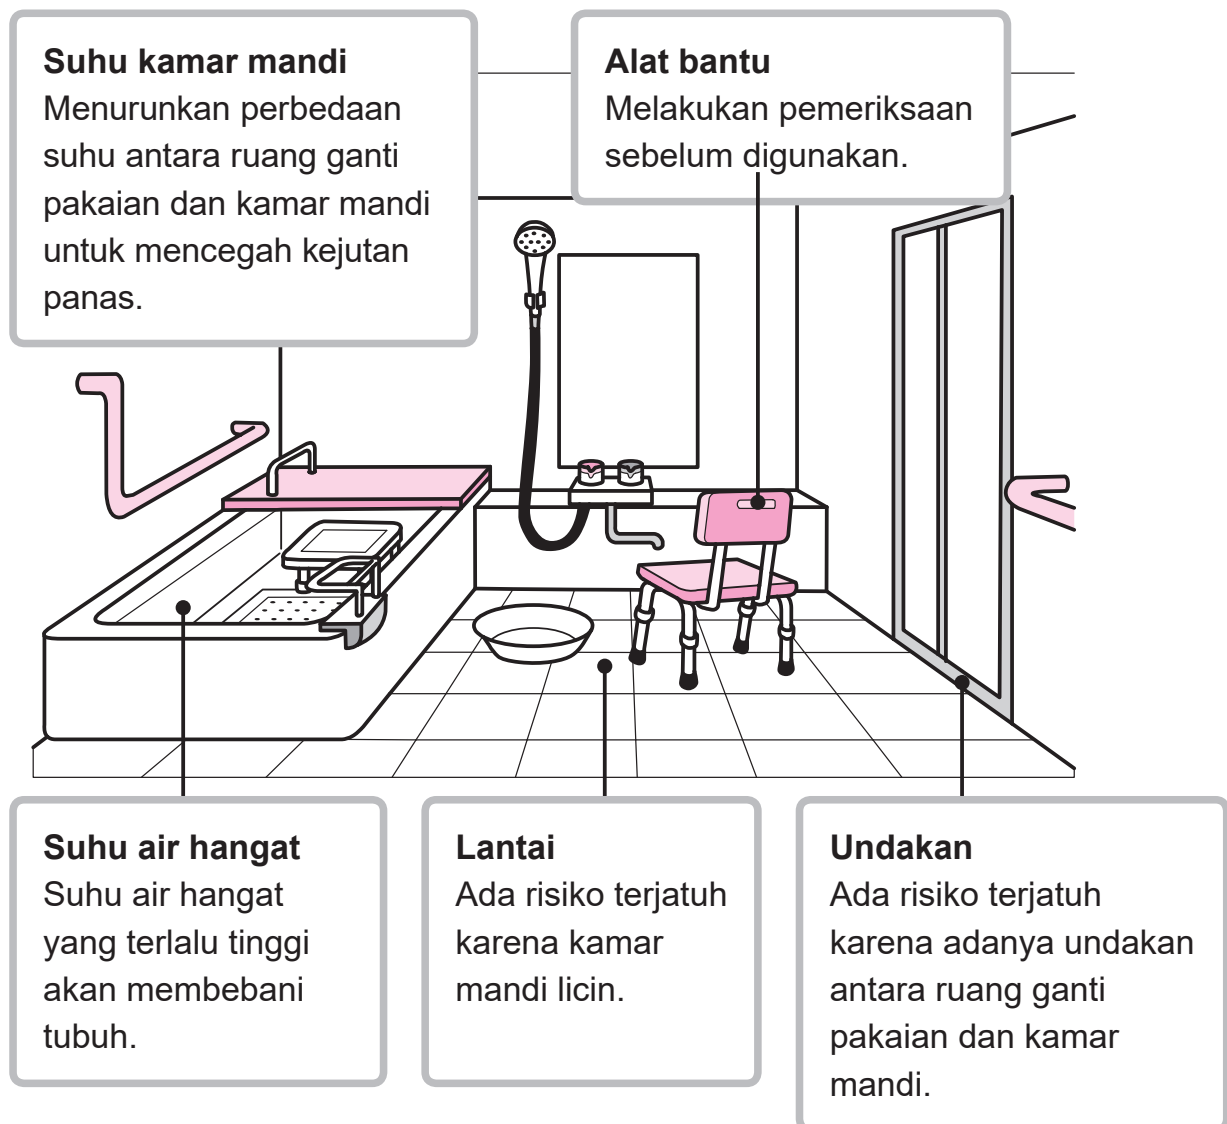 Suhu kamar mandi
Menurunkan perbedaan
suhu antara ruang ganti
pakaian dan kamar mandi
untuk mencegah kejutan
panas.
Alat bantu
Melakukan pemeriksaan
sebelum digunakan.
Suhu air hangat
Suhu air hangat
yang terlalu tinggi
akan membebani
tubuh.
Lantai
Ada risiko terjatuh
karena kamar
mandi licin.
Undakan
Ada risiko terjatuh
karena adanya undakan
antara ruang ganti
pakaian dan kamar
mandi.